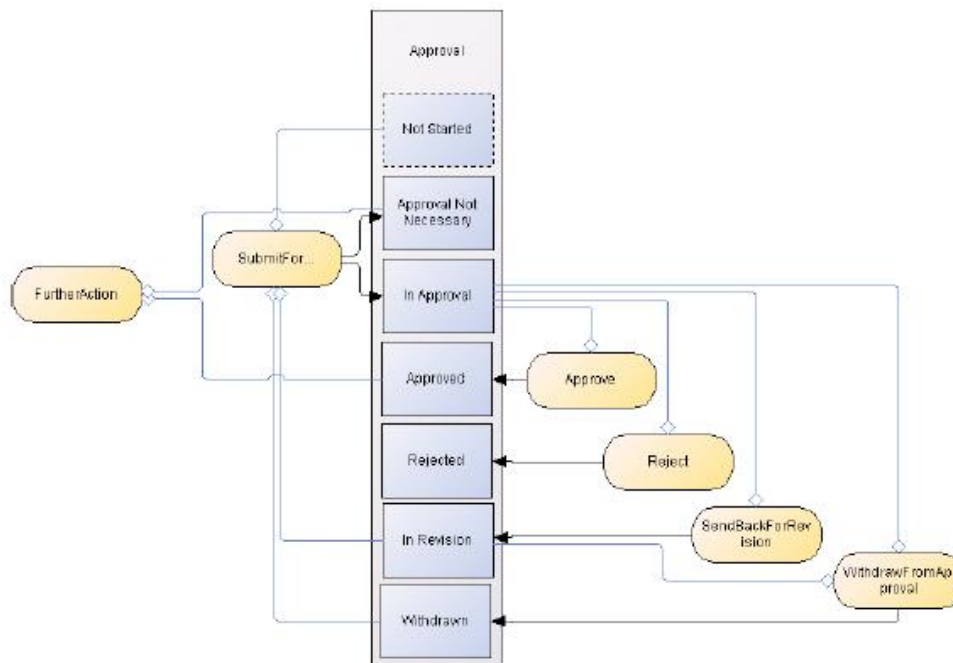 Approval
Not Started
Approval Not
Necessary
SubmitFor...
FurtherAction
In Approval
Approved
Approve
Rejected
Reject
In Revision
SendBackForRev
ision
WithdrawFromAp
proval
Withdrawn